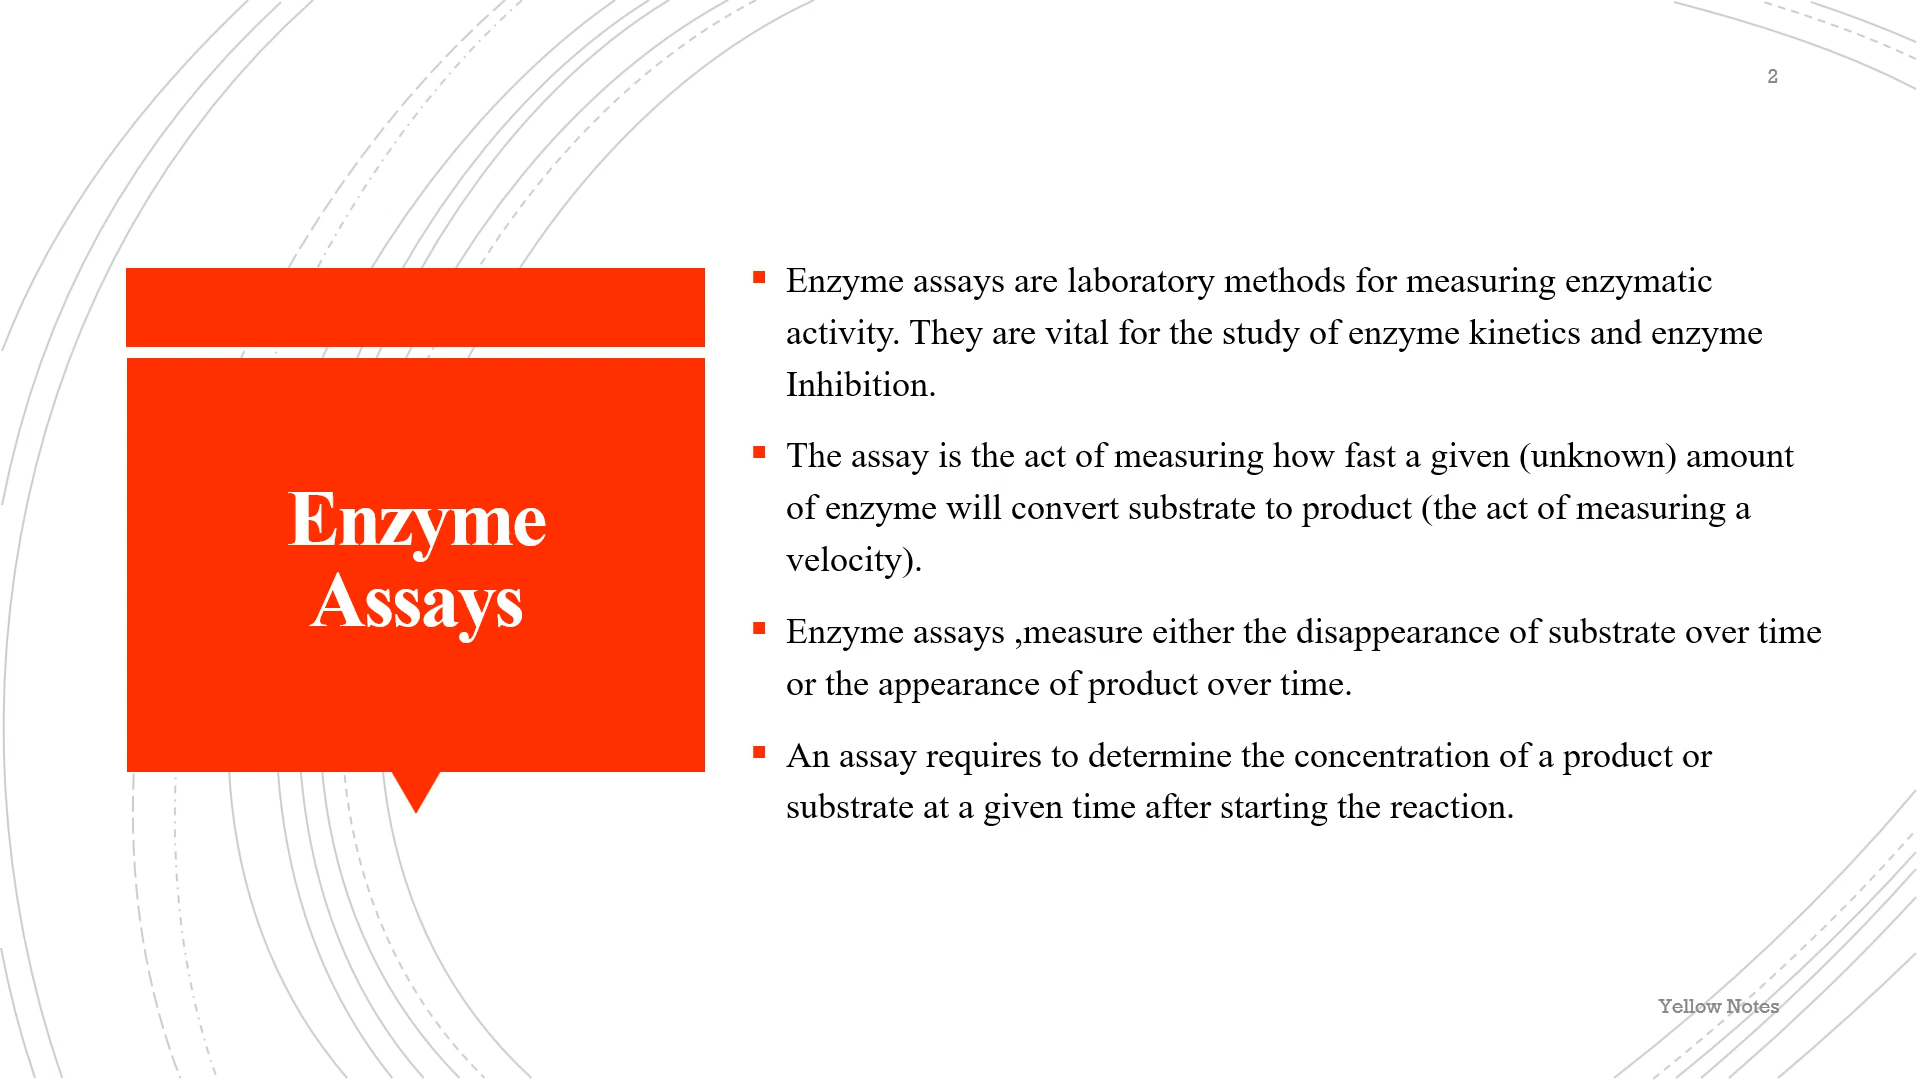 2
Enzyme
Assays
▪ Enzyme assays are laboratory methods for measuring enzymatic
activity. They are vital for the study of enzyme kinetics and enzyme
Inhibition.
▪ The assay is the act of measuring how fast a given (unknown) amount
of enzyme will convert substrate to product (the act of measuring a
velocity).
▪ Enzyme assays ,measure either the disappearance of substrate over time
or the appearance of product over time.
▪ An assay requires to determine the concentration of a product or
substrate at a given time after starting the reaction.
Yellow Notes